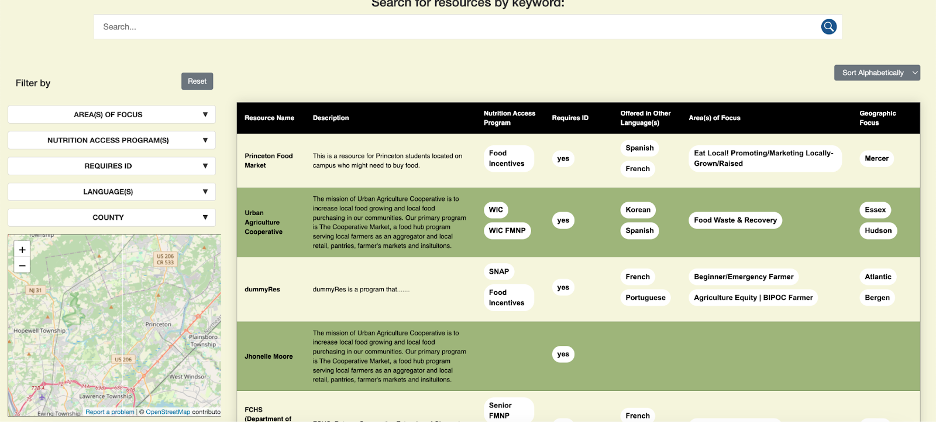 Search for resources by keyword:
Search...
Sort Alphabetically
Filter by
Reset
AREA(S) OF FOCUS
NUTRITION ACCESS PROGRAM(S)
REQUIRES ID
LANGUAGE(S)
COUNTY
+
−
US 206
CR 533
NJ 31
Hopewell Township
Princeton
Plainsboro
Township
US 206
West Windsor
Lawrence Township
Ewing Township
Report a problem | © OpenStreetMap contributo
Resource Name
Description
Nutrition Access
Program
Requires ID
Offered in Other
Language(s)
Area(s) of Focus
Geographic
Focus
Princeton Food
Market
This is a resource for Princeton students located on
campus who might need to buy food.
Food
Incentives
yes
Spanish
French
Eat Local! Promoting/Marketing Locally-
Grown/Raised
Mercer
Urban
Agriculture
Cooperative
The mission of Urban Agriculture Cooperative is to
increase local food growing and local food
purchasing in our communities. Our primary program
is The Cooperative Market, a food hub program
serving local farmers as an aggregator and local
retail, pantries, farmer's markets and insitutions.
WIC
WIC FMNP
yes
Korean
Spanish
Food Waste & Recovery
Essex
Hudson
dummyRes
dummyRes is a program that......
SNAP
Food
Incentives
yes
French
Portuguese
Beginner/Emergency Farmer
Agriculture Equity | BIPOC Farmer
Atlantic
Bergen
Jhonelle Moore
The mission of Urban Agriculture Cooperative is to
increase local food growing and local food
purchasing in our communities. Our primary program
is The Cooperative Market, a food hub program
serving local farmers as an aggregator and local
retail, pantries, farmer's markets and insitutions.
yes
FCHS
(Department of
Senior
FMNP
French